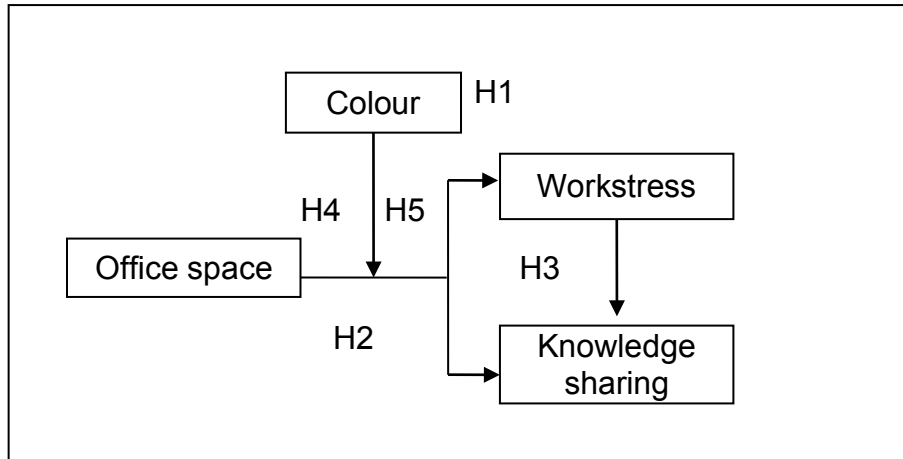 Colour
H1
Workstress
H4
H5
Office space
H3
H2
Knowledge
sharing